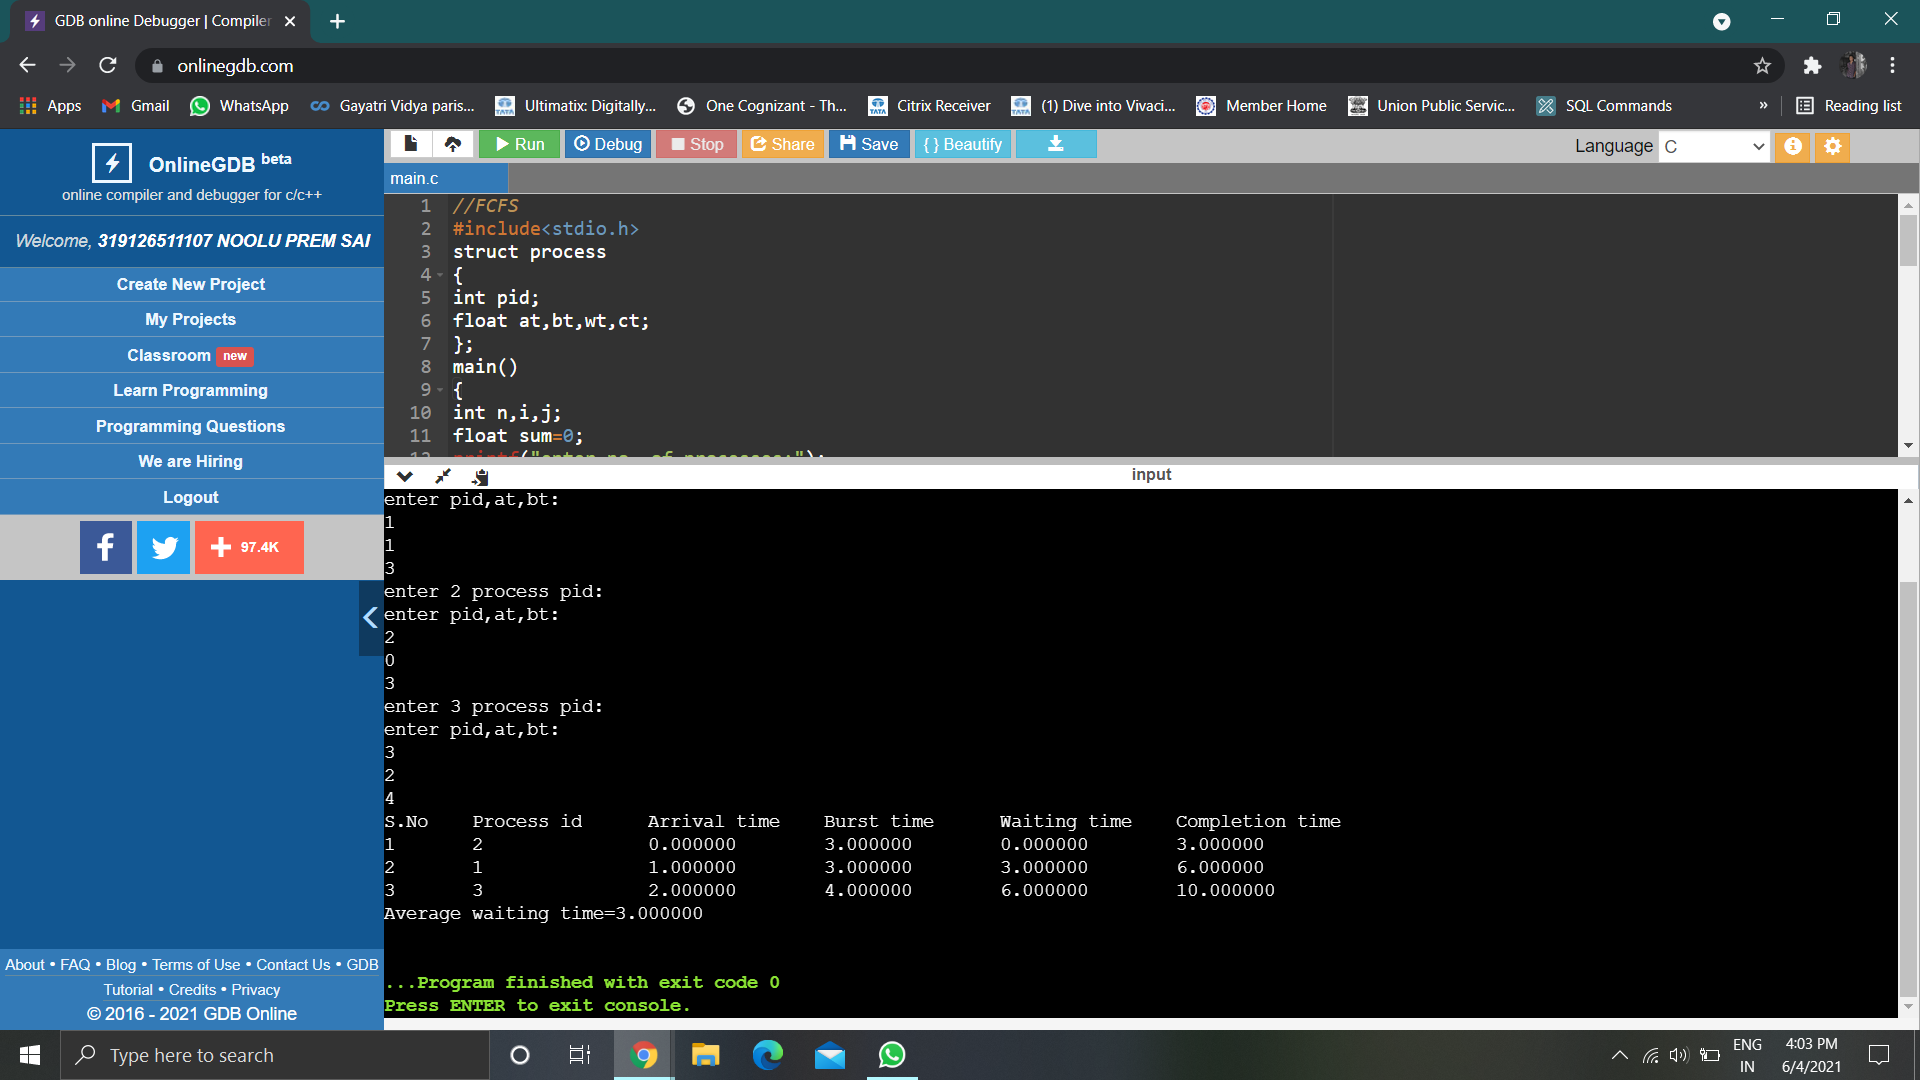 GDB online Debugger | Compiler
onlinegdb.com
Apps Gmail WhatsApp Gayatri Vidya paris... Ultimatix: Digitally... One Cognizant - Th... Citrix Receiver (1) Dive into Vivaci... Member Home Union Public Servic... SQL Commands » Reading list
OnlineGDB beta
online compiler and debugger for c/c++
Welcome, 319126511107 NOOLU PREM SAI
Create New Project
My Projects
Classroom new
Learn Programming
Programming Questions
We are Hiring
Logout
97.4K
About • FAQ • Blog • Terms of Use • Contact Us • GDB
Tutorial • Credits • Privacy
© 2016 - 2021 GDB Online
Run Debug Stop Share Save { } Beautify Language C
main.c
1 //FCFS
2 #include<stdio.h>
3 struct process
4 {
5 int pid;
6 float at,bt,wt,ct;
7 };
8 main()
9 {
10 int n,i,j;
11 float sum=0;
12 printf("enter no. of processes:");
input
enter pid,at,bt:
1
1
3
enter 2 process pid:
enter pid,at,bt:
2
0
3
enter 3 process pid:
enter pid,at,bt:
3
2
4
S.No Process id Arrival time Burst time Waiting time Completion time
1 2 0.000000 3.000000 0.000000 3.000000
2 1 1.000000 3.000000 3.000000 6.000000
3 3 2.000000 4.000000 6.000000 10.000000
Average waiting time=3.000000
...Program finished with exit code 0
Press ENTER to exit console.
Type here to search
ENG
IN
4:03 PM
6/4/2021